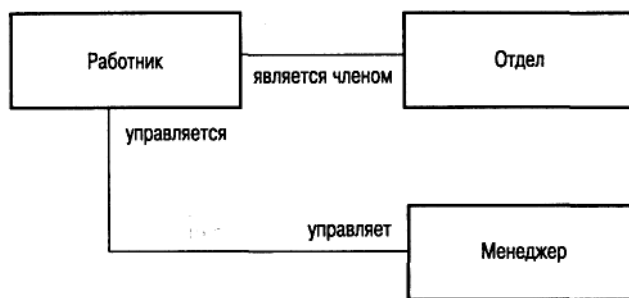 Работник
является членом
Отдел
управляется
управляет
Менеджер